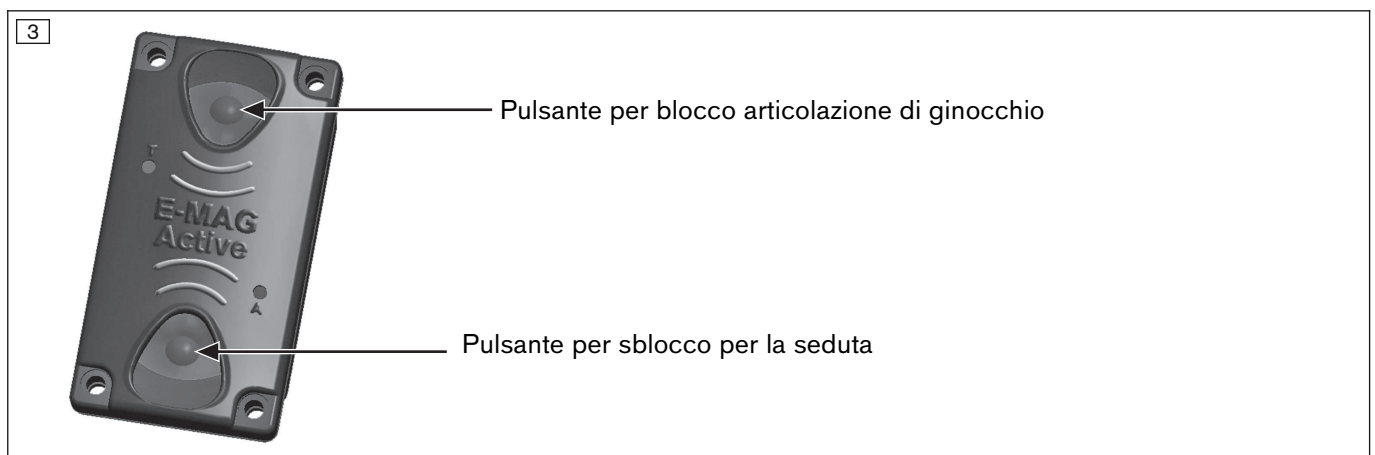 3
Pulsante per blocco articolazione di ginocchio
T
E-MAG
Active
A
Pulsante per sblocco per la seduta